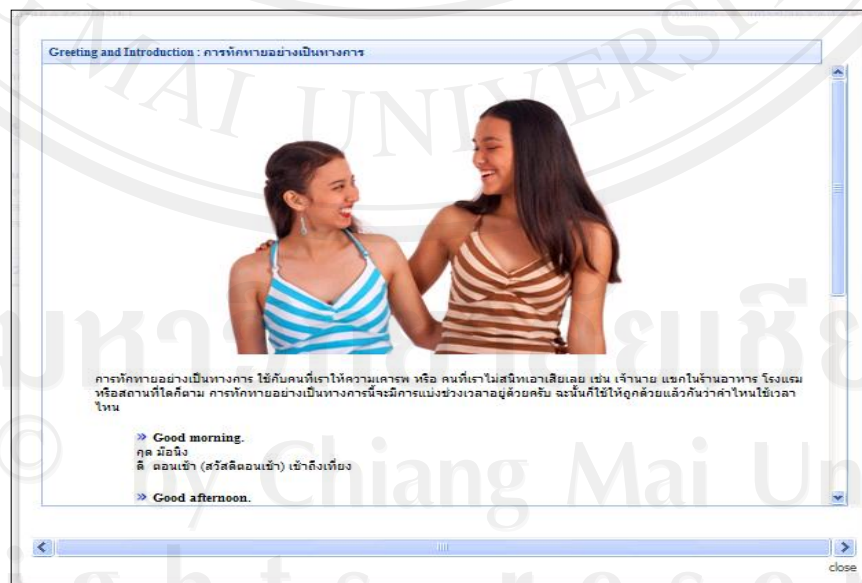 Greeting and Introduction : การทักทายอย่างเป็นทางการ
การทักทายอย่างเป็นทางการ ใช้กับคนที่เราให้ความเคารพ หรือ คนที่เราไม่สนิทเอาเสียเลย เช่น เจ้านาย แขกในร้านอาหาร โรงแรม
หรือสถานที่ใดก็ตาม การทักทายอย่างเป็นทางการนี้จะมีการแบ่งช่วงเวลาอยู่ด้วยครับ ฉะนั้นก็ใช้ให้ถูกด้วยแล้วกันว่าคำไหนใช้เวลา
ไหน
» Good morning.
กุด มอนิง
ดี ตอนเช้า (สวัสดีตอนเช้า) เช้าถึงเที่ยง
» Good afternoon.
close
MAI UNIVERSI
by Chiang Mai Un